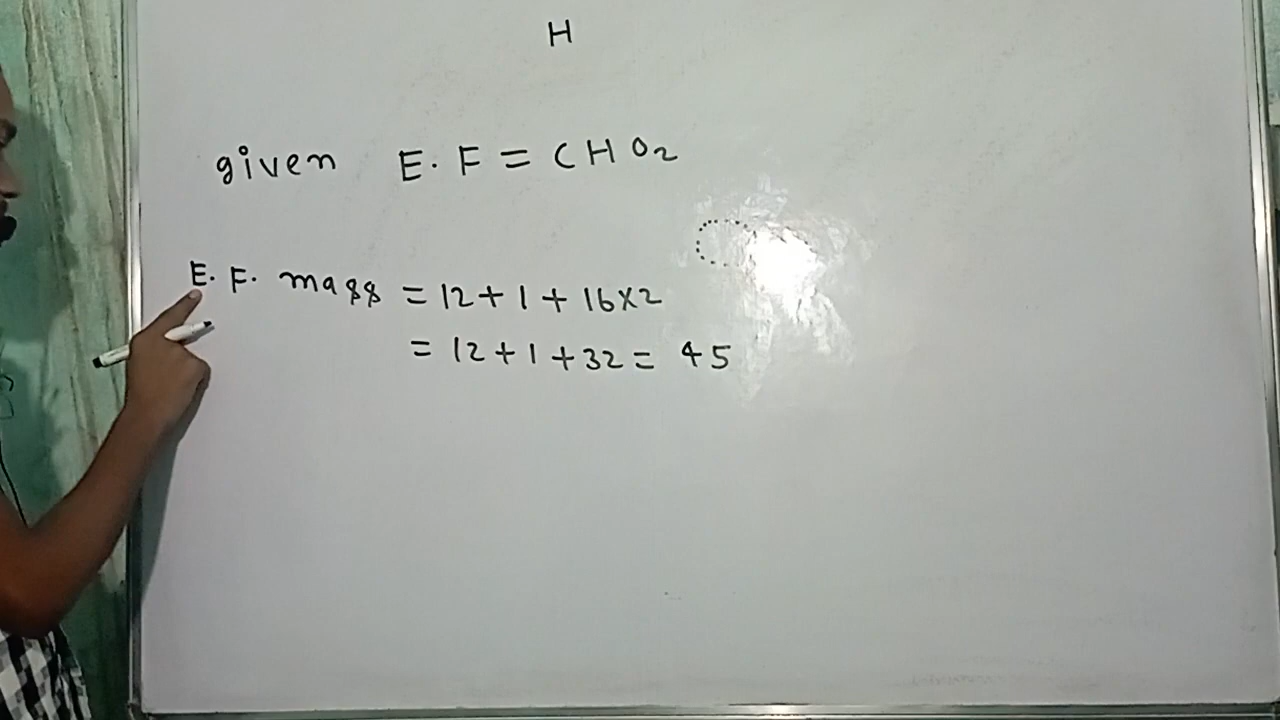 H
given E.F = CHO2
E.F. mass = 12+1+16x2
= 12+1+32= 45